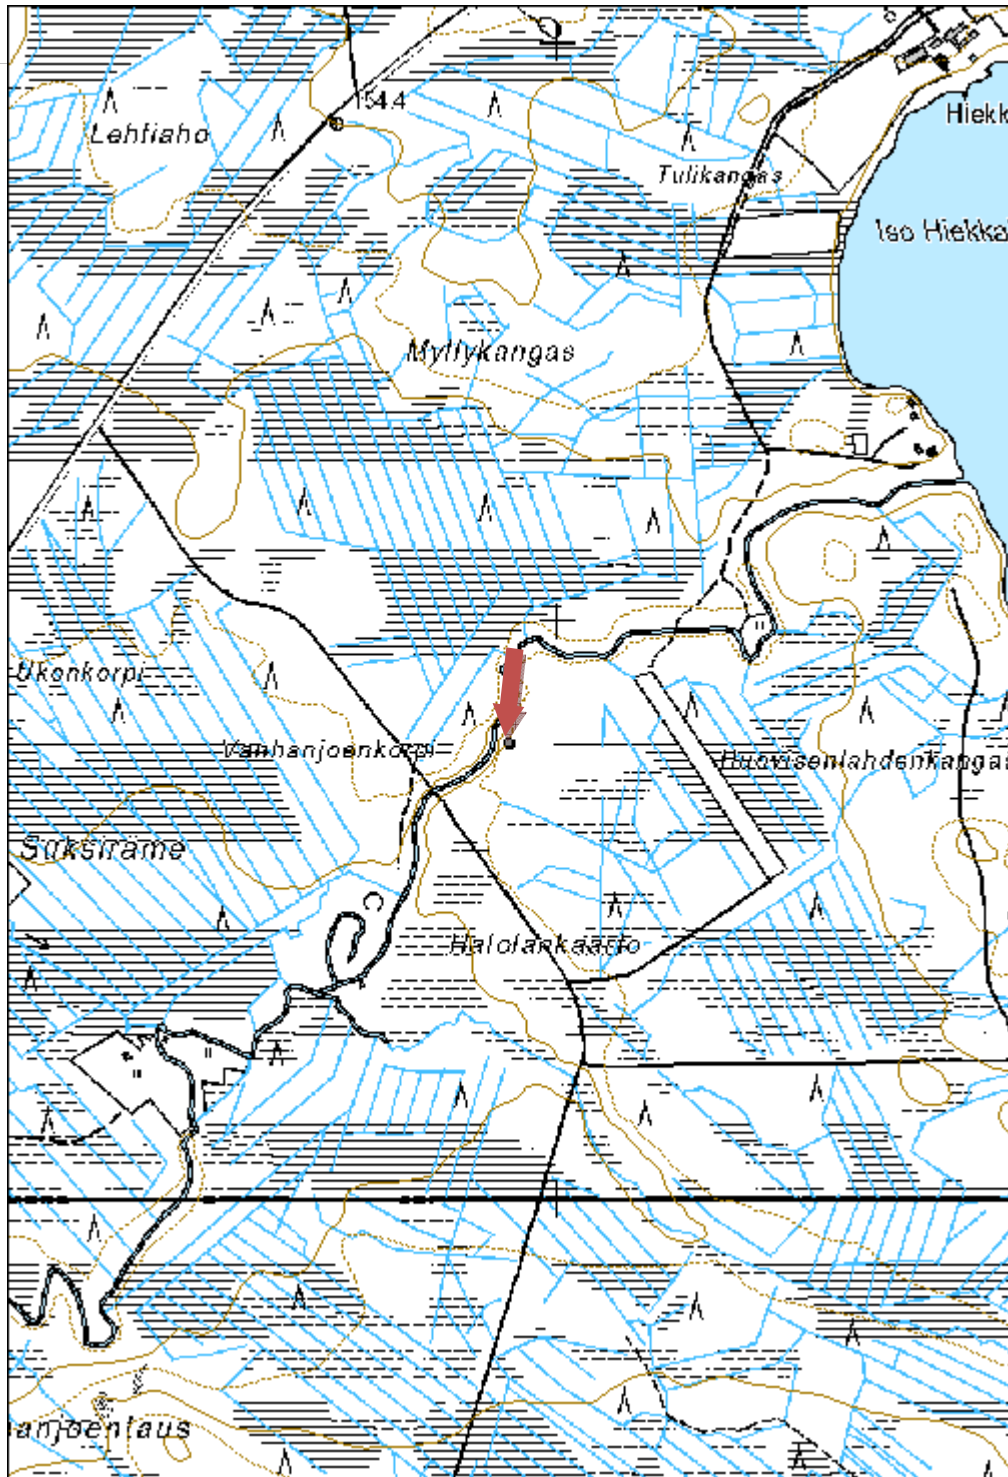 154.4
Hiekk
Lehtiaho
Tulikangas
Iso Hiekka
Myllykangas
Ukonkorpi
Vanhanjoenkorpi
Huovisenlahdenkangas
Suksiräme
Halolankaarto
anjoentaus